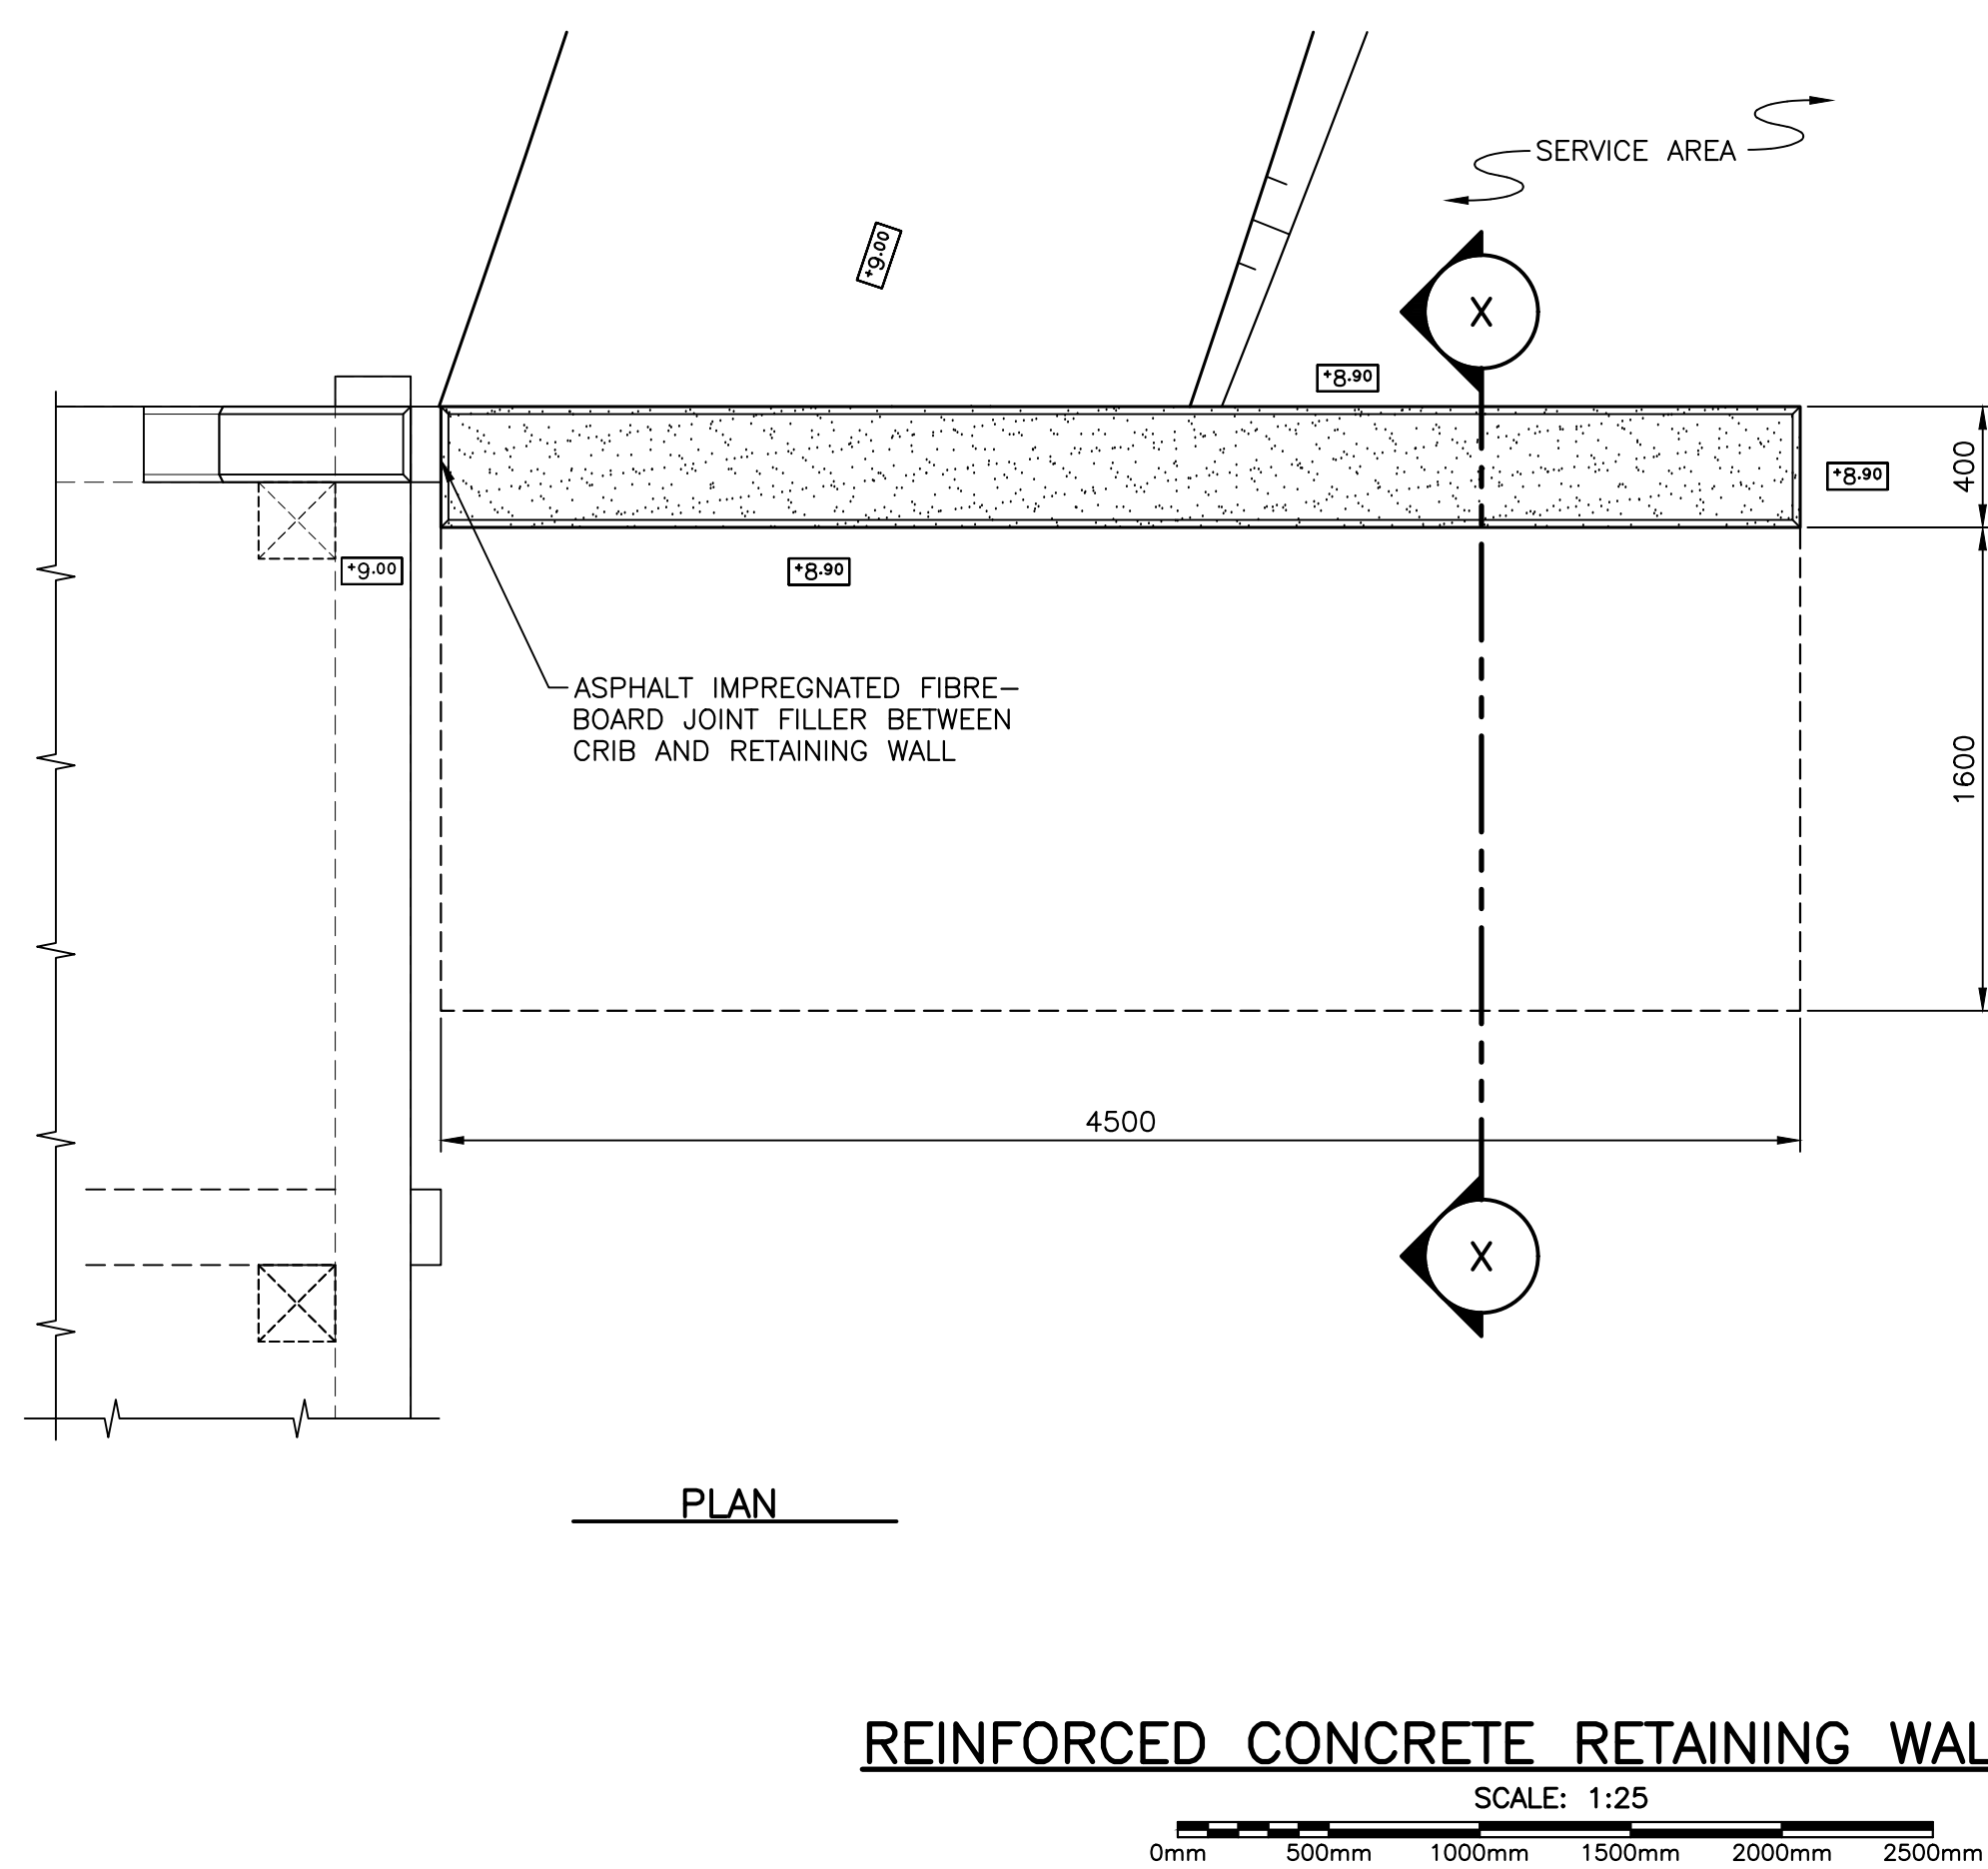 SERVICE AREA
+9.00
X
+8.90
400
+8.90
+9.00
+8.90
ASPHALT IMPREGNATED FIBRE-
BOARD JOINT FILLER BETWEEN
CRIB AND RETAINING WALL
1600
4500
X
PLAN
REINFORCED CONCRETE RETAINING WAL
SCALE: 1:25
0mm 500mm 1000mm 1500mm 2000mm 2500mm